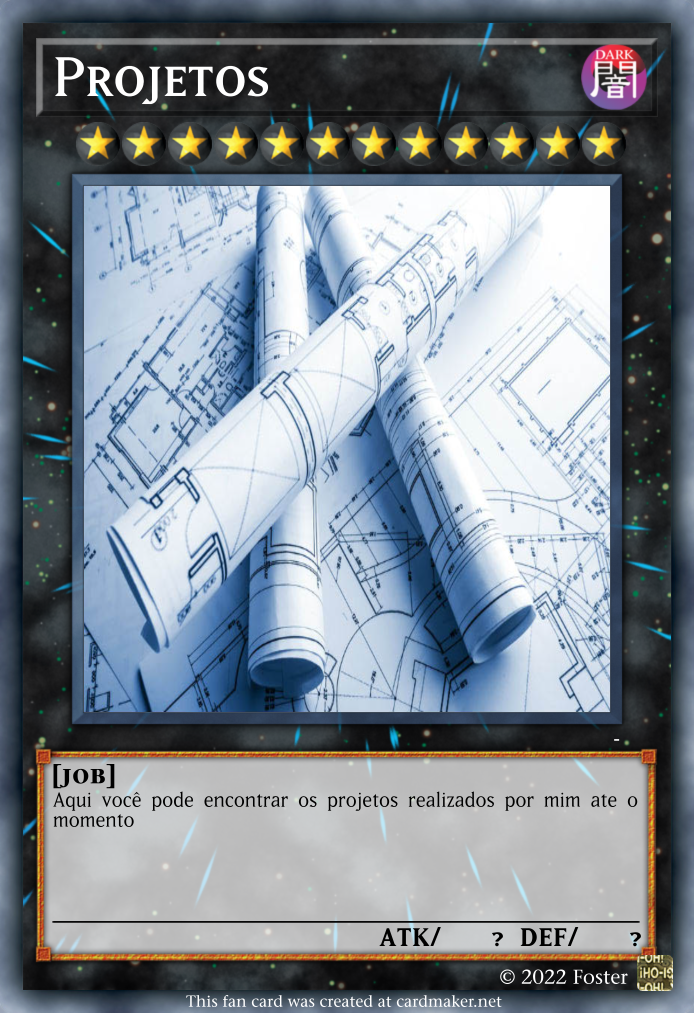 Projetos
DARK
闇
-
[JOB]
Aqui você pode encontrar os projetos realizados por mim ate o
momento
ATK/ ? DEF/ ?
© 2022 Foster
This fan card was created at cardmaker.net